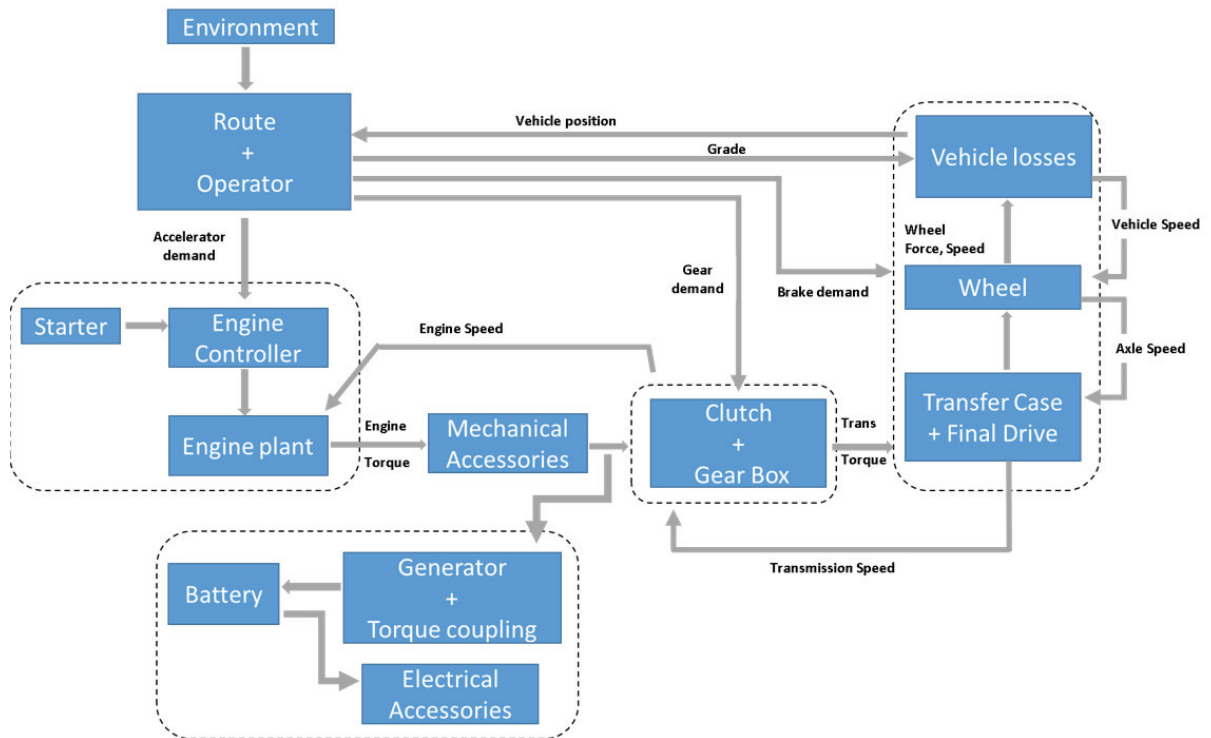 Environment
Route
+
Operator
Vehicle position
Grade
Vehicle losses
Accelerator
demand
Wheel
Force, Speed
Vehicle Speed
Gear
demand
Brake demand
Wheel
Starter
Engine
Controller
Engine Speed
Axle Speed
Engine plant
Engine
Torque
Mechanical
Accessories
Clutch
+
Gear Box
Trans
Torque
Transfer Case
+ Final Drive
Transmission Speed
Battery
Generator
+
Torque coupling
Electrical
Accessories